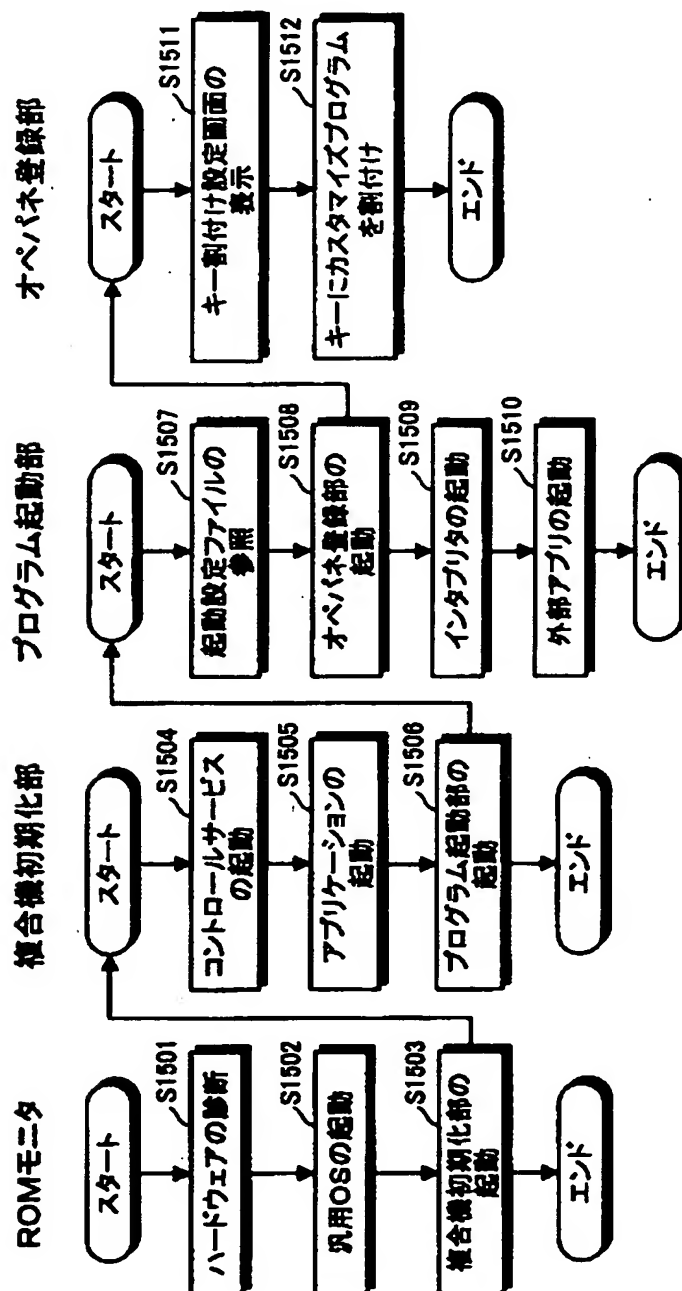 ROMモニタ
スタート
S1501
ハードウェアの診断
S1502
汎用OSの起動
S1503
複合機初期化部の
起動
エンド
複合機初期化部
スタート
S1504
コントロールサービス
の起動
S1505
アプリケーションの
起動
S1506
プログラム起動部の
起動
エンド
プログラム起動部
スタート
S1507
起動設定ファイルの
参照
S1508
オペパネ登録部の
起動
S1509
インタプリタの起動
S1510
外部アプリの起動
エンド
オペパネ登録部
スタート
S1511
キー割付け設定画面の
表示
S1512
キーにカスタマイズプログラム
を割付け
エンド